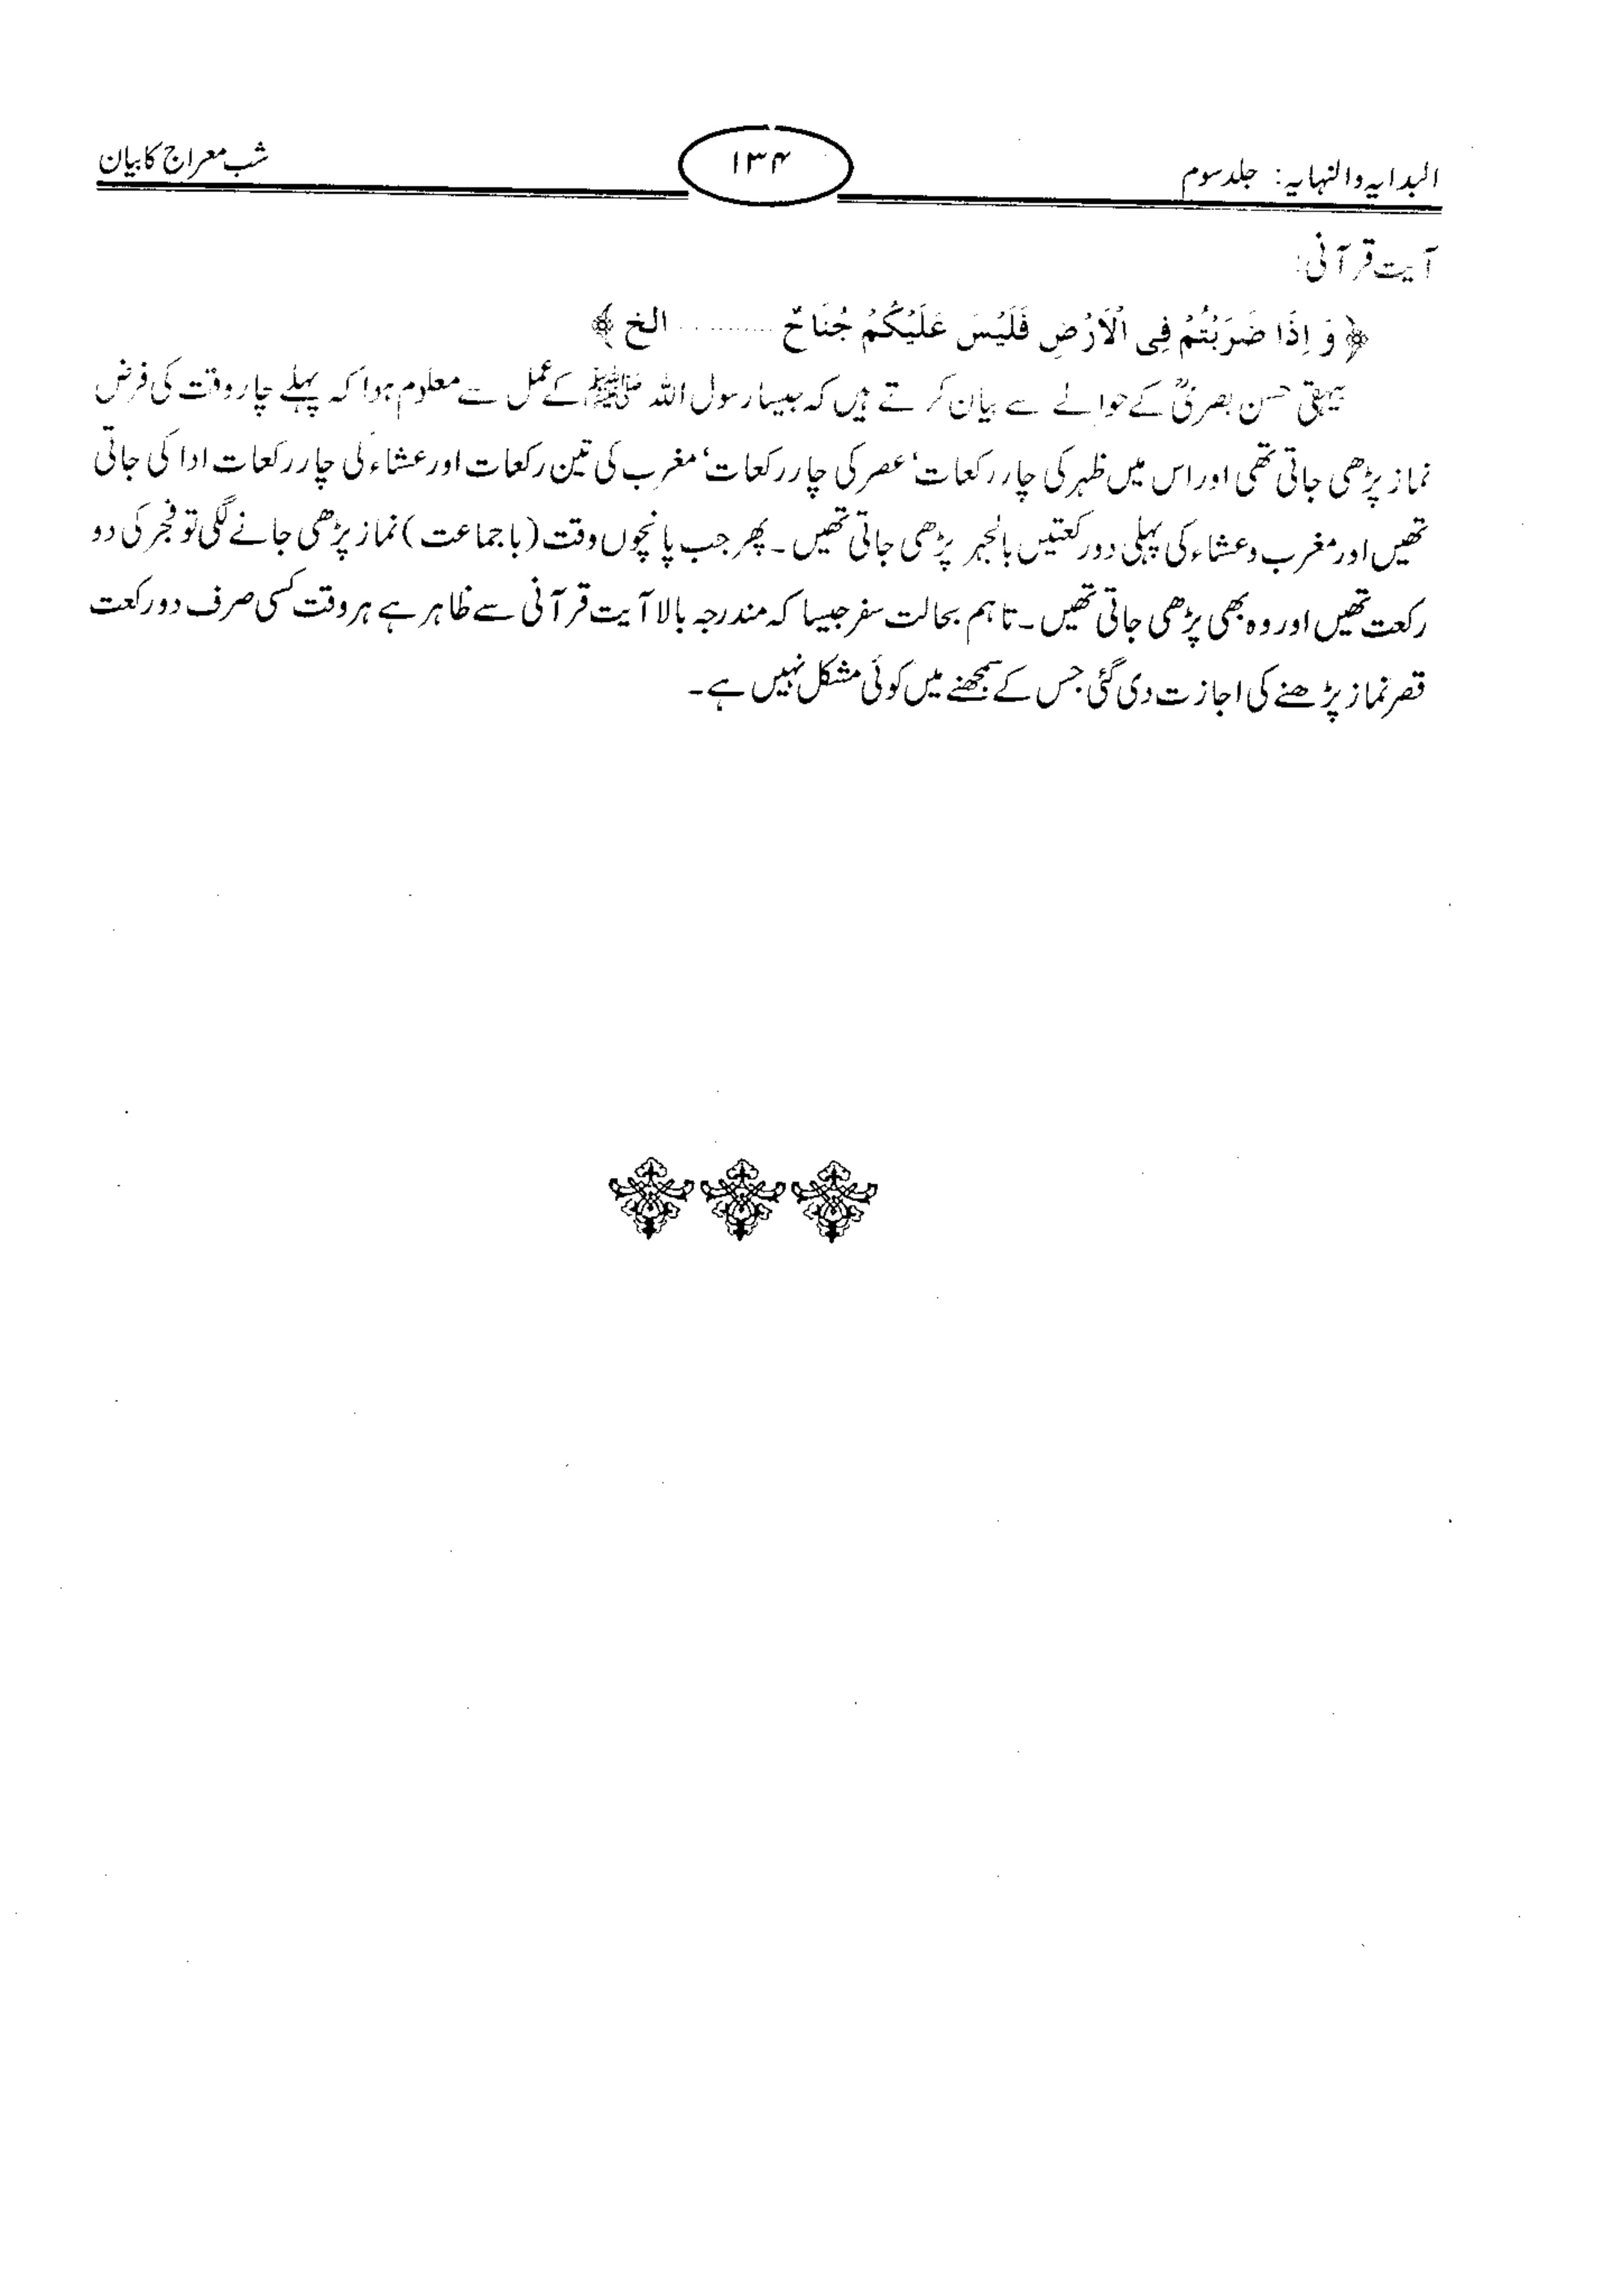 البدایہ والنہایہ: جلد سوم
۱۳۴
شب معراج کا بیان
آیت قرآنی:
﴿ وَ اِذَا ضَرَبْتُمْ فِی الْاَرْضِ فَلَیْسَ عَلَیْکُمْ جُنَاحٌ .......... الخ ﴾
بیہقی حسن بصریؒ کے حوالے سے بیان کرتے ہیں کہ جیسا رسول اللہ ﷺ کے عمل سے معلوم ہوا کہ پہلے چار وقت کی فرض
نماز پڑھی جاتی تھی اور اس میں ظہر کی چار رکعات‘ عصر کی چار رکعات‘ مغرب کی تین رکعات اور عشاء کی چار رکعات ادا کی جاتی
تھیں اور مغرب و عشاء کی پہلی دو رکعتیں بالجہر پڑھی جاتی تھیں۔ پھر جب پانچوں وقت (باجماعت) نماز پڑھی جانے لگی تو فجر کی دو
رکعت تھیں اور وہ بھی پڑھی جاتی تھیں۔ تاہم بحالت سفر جیسا کہ مندرجہ بالا آیت قرآنی سے ظاہر ہے ہر وقت کسی صرف دو رکعت
قصر نماز پڑھنے کی اجازت دی گئی جس کے سمجھنے میں کوئی مشکل نہیں ہے۔